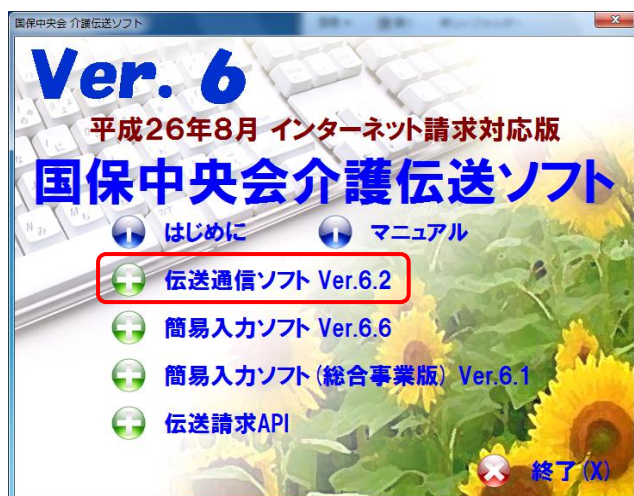 国保中央会 介護伝送ソフト
Ver. 6
平成26年8月 インターネット請求対応版
国保中央会介護伝送ソフト
はじめに マニュアル
伝送通信ソフト Ver.6.2
簡易入力ソフト Ver.6.6
簡易入力ソフト(総合事業版) Ver.6.1
伝送請求API
終了(X)